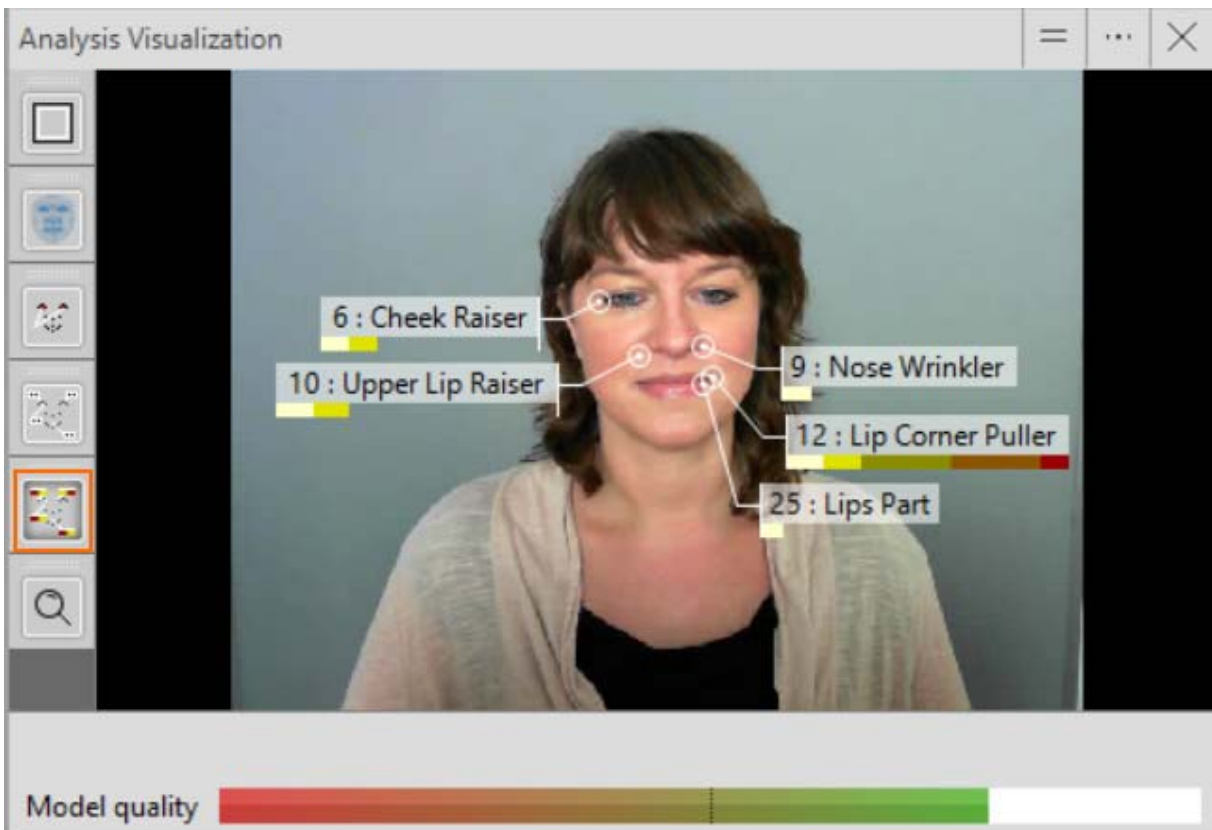 Analysis Visualization
6 : Cheek Raiser
10 : Upper Lip Raiser
9 : Nose Wrinkler
12 : Lip Corner Puller
25 : Lips Part
Model quality